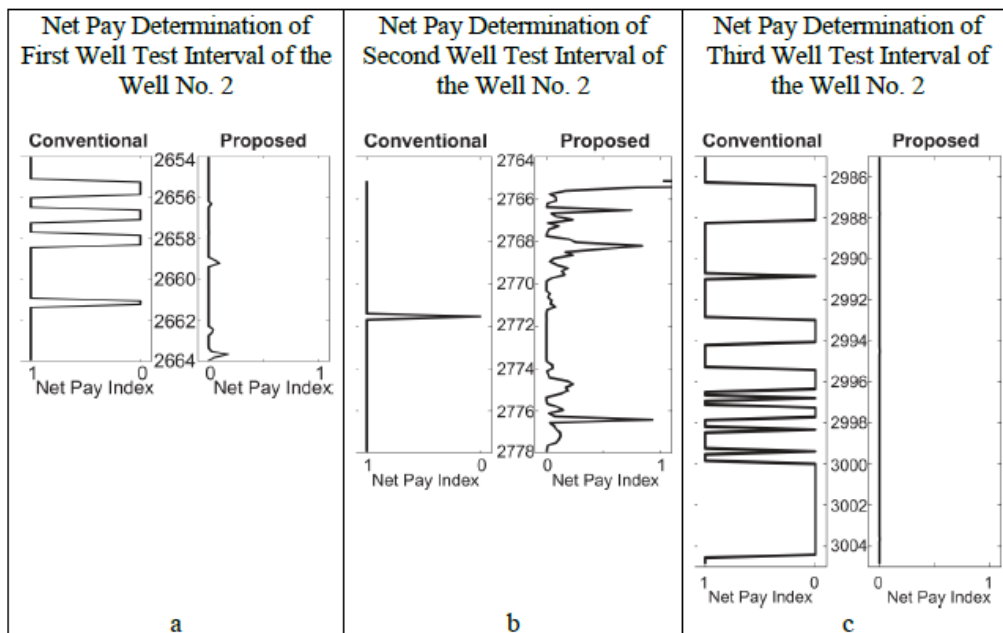 Net Pay Determination of
First Well Test Interval of the
Well No. 2
Conventional
Proposed
2654
2656
2658
2660
2662
2664
1
0
0
1
Net Pay Index
Net Pay Index
a
Net Pay Determination of
Second Well Test Interval of
the Well No. 2
Conventional
Proposed
2764
2766
2768
2770
2772
2774
2776
2778
1
0
0
1
Net Pay Index
Net Pay Index
b
Net Pay Determination of
Third Well Test Interval of
the Well No. 2
Conventional
Proposed
2986
2988
2990
2992
2994
2996
2998
3000
3002
3004
1
0
0
1
Net Pay Index
Net Pay Index
c